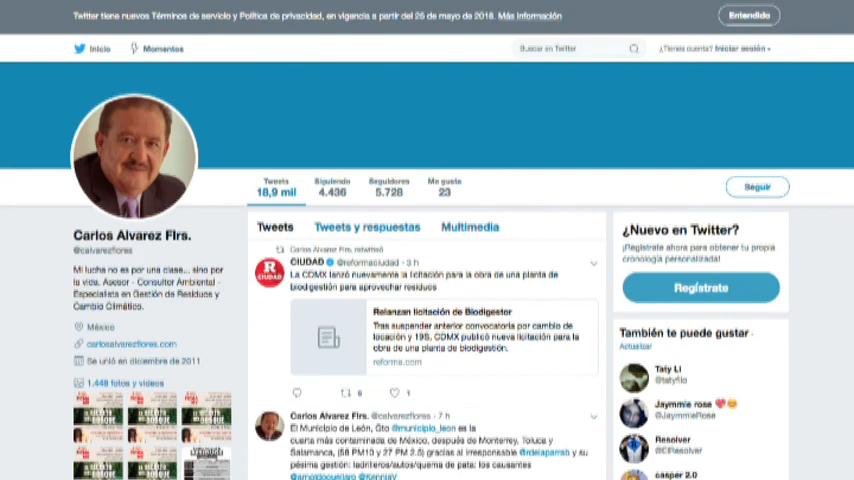 Twitter tiene nuevos Términos de servicio y Política de privacidad, en vigencia a partir del 25 de mayo de 2018. Más información
Entendido
Inicio
Momentos
Buscar en Twitter
¿Tienes cuenta? Iniciar sesión
Tweets
18,9 mil
Siguiendo
4.436
Seguidores
5.728
Me gusta
23
Seguir
Carlos Alvarez Flrs.
@calvarezflores
Mi lucha no es por una clase... sino por
la vida. Asesor - Consultor Ambiental -
Especialista en Gestión de Residuos y
Cambio Climático.
México
carlosalvarezflores.com
Se unió en diciembre de 2011
1.448 fotos y videos
Tweets
Tweets y respuestas
Multimedia
Carlos Alvarez Flrs. retwitteó
R
CIUDAD
CIUDAD @reformaciudad · 3 h
La CDMX lanzó nuevamente la licitación para la obra de una planta de
biodigestión para aprovechar residuos
Relanzan licitación de Biodigestor
Tras suspender anterior convocatoria por cambio de
locación y 19S, CDMX publicó nueva licitación para la
obra de una planta de biodigestión.
reforma.com
6
1
Carlos Alvarez Flrs. @calvarezflores · 7 h
El Municipio de León, Gto @municipio_leon es la
cuarta más contaminada de México, después de Monterrey, Toluca y
Salamanca, (58 PM10 y 27 PM 2.5) gracias al irresponsable @rdelaparrab y su
pésima gestión: ladrilleros/autos/quema de pata: los causantes
¿Nuevo en Twitter?
¡Regístrate ahora para obtener tu propia
cronología personalizada!
Regístrate
También te puede gustar ·
Actualizar
Taty Li
@tatyflio
Jaymmie rose
@JaymmieRose
Resolver
@CResolver
casper 2.0